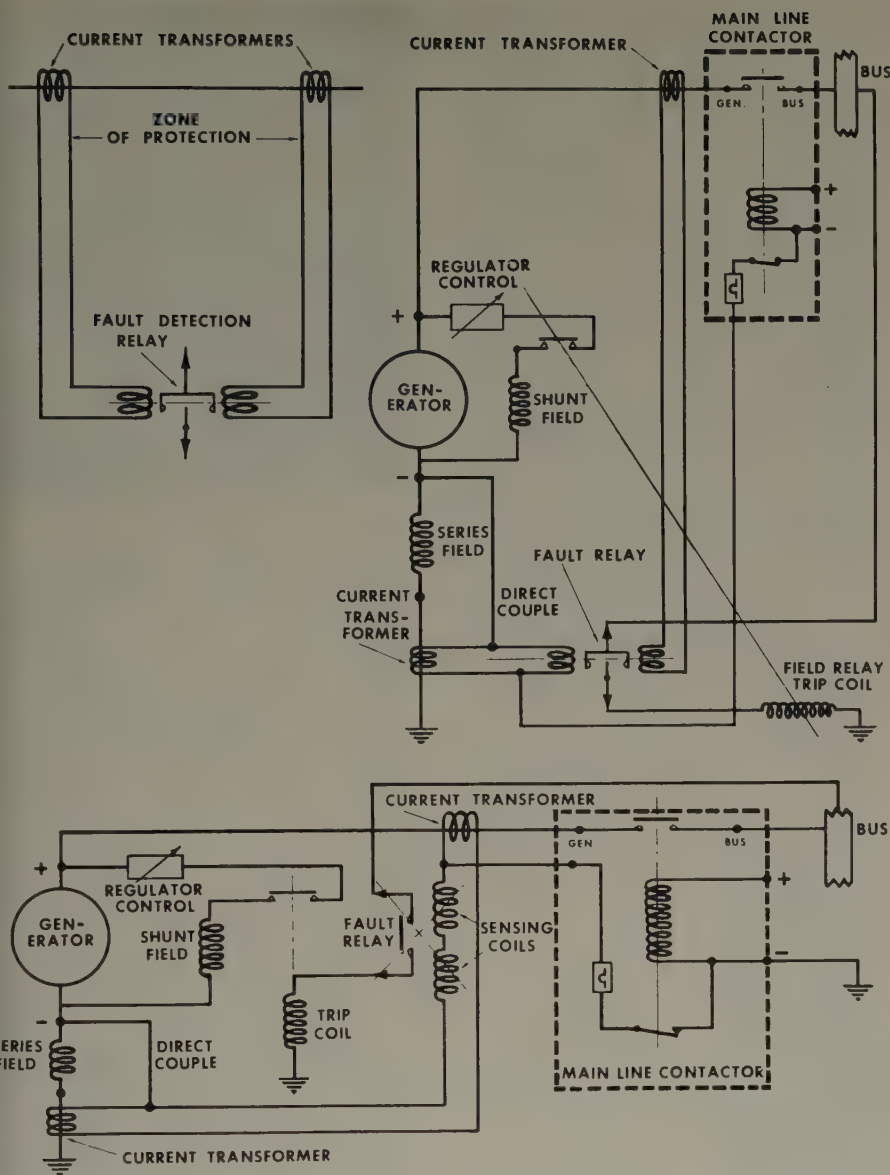 CURRENT TRANSFORMERS
ZONE
OF PROTECTION
FAULT DETECTION
RELAY
MAIN LINE
CONTACTOR
CURRENT TRANSFORMER
BUS
GEN.
BUS
+
-
REGULATOR
CONTROL
+
GEN-
ERATOR
SHUNT
FIELD
-
SERIES
FIELD
CURRENT
TRANS-
FORMER
DIRECT
COUPLE
FAULT RELAY
FIELD RELAY
TRIP COIL
CURRENT TRANSFORMER
GEN
BUS
BUS
+
REGULATOR
CONTROL
GEN-
ERATOR
SHUNT
FIELD
FAULT
RELAY
SENSING
COILS
+
-
-
SERIES
FIELD
DIRECT
COUPLE
TRIP
COIL
MAIN LINE CONTACTOR
CURRENT TRANSFORMER